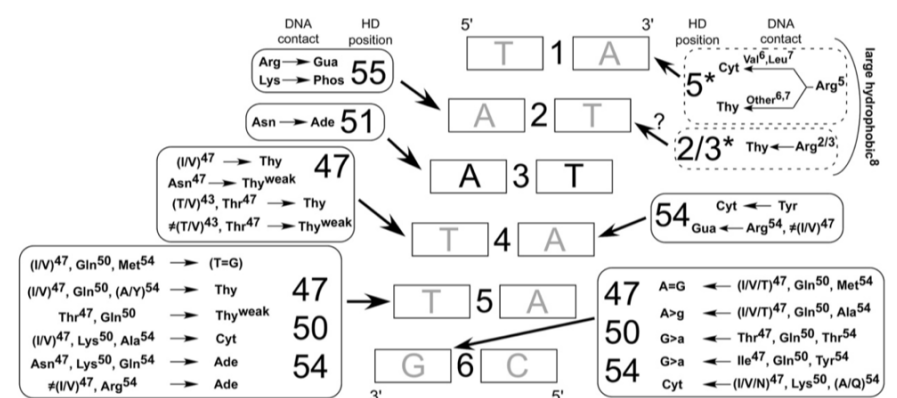 DNA contact HD position 5' 3' HD position DNA contact
T 1 A
Arg → Gua
Lys → Phos 55
5* Cyt ← Val⁶,Leu⁷ Arg⁵
Thy ← Other⁶,⁷
large hydrophobic⁸
A 2 T
Asn → Ade 51
?
2/3* Thy ← Arg²/³
A 3 T
(I/V)⁴⁷ → Thy 47
Asn⁴⁷ → Thyʷᵉᵃᵏ
(T/V)⁴³, Thr⁴⁷ → Thy
≠(T/V)⁴³, Thr⁴⁷ → Thyʷᵉᵃᵏ
T 4 A
54 Cyt ← Tyr
Gua ← Arg⁵⁴, ≠(I/V)⁴⁷
(I/V)⁴⁷, Gln⁵⁰, Met⁵⁴ → (T=G)
(I/V)⁴⁷, Gln⁵⁰, (A/Y)⁵⁴ → Thy 47
Thr⁴⁷, Gln⁵⁰ → Thyʷᵉᵃᵏ
(I/V)⁴⁷, Lys⁵⁰, Ala⁵⁴ → Cyt 50
Asn⁴⁷, Lys⁵⁰, Gln⁵⁴ → Ade 54
≠(I/V)⁴⁷, Arg⁵⁴ → Ade
T 5 A
47 A=G ← (I/V/T)⁴⁷, Gln⁵⁰, Met⁵⁴
A>g ← (I/V/T)⁴⁷, Gln⁵⁰, Ala⁵⁴
50 G>a ← Thr⁴⁷, Gln⁵⁰, Thr⁵⁴
G>a ← Ile⁴⁷, Gln⁵⁰, Tyr⁵⁴
54 Cyt ← (I/V/N)⁴⁷, Lys⁵⁰, (A/Q)⁵⁴
G 6 C
3' 5'